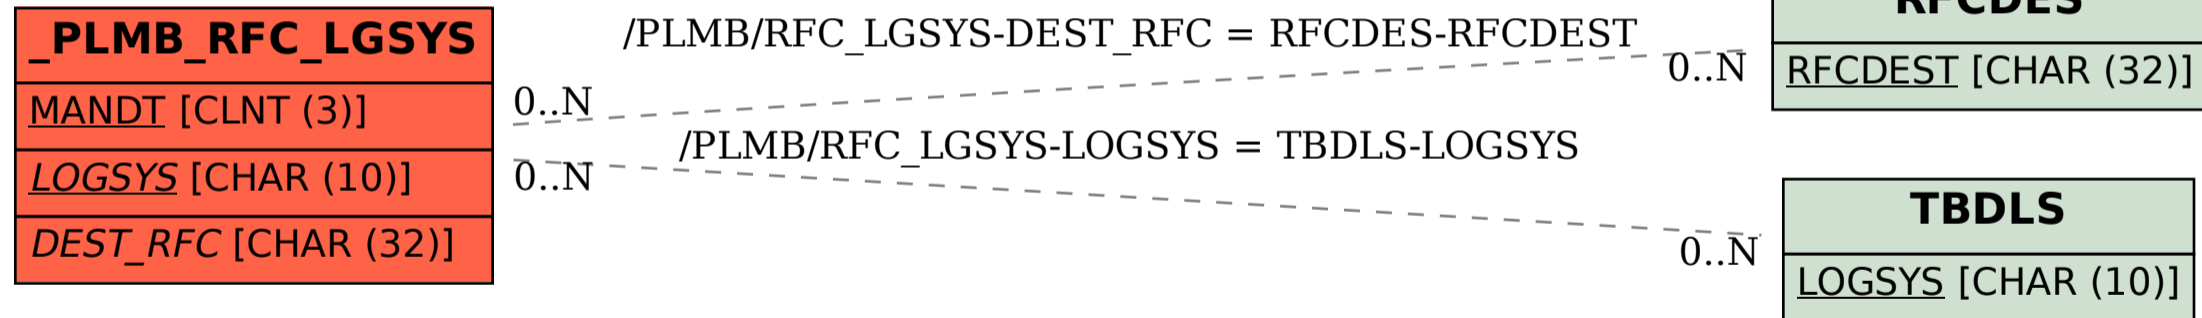 _PLMB_RFC_LGSYS
MANDT [CLNT (3)]
LOGSYS [CHAR (10)]
DEST_RFC [CHAR (32)]
/PLMB/RFC_LGSYS-DEST_RFC = RFCDES-RFCDEST
0..N
0..N
/PLMB/RFC_LGSYS-LOGSYS = TBDLS-LOGSYS
0..N
0..N
RFCDES
RFCDEST [CHAR (32)]
TBDLS
LOGSYS [CHAR (10)]